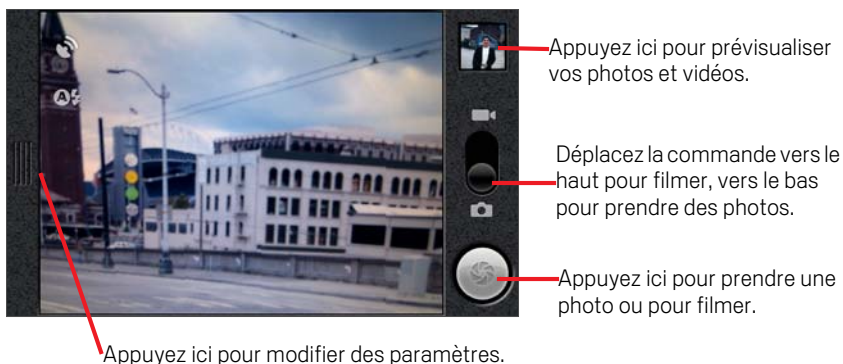 Appuyez ici pour prévisualiser
vos photos et vidéos.
Déplacez la commande vers le
haut pour filmer, vers le bas
pour prendre des photos.
Appuyez ici pour prendre une
photo ou pour filmer.
Appuyez ici pour modifier des paramètres.